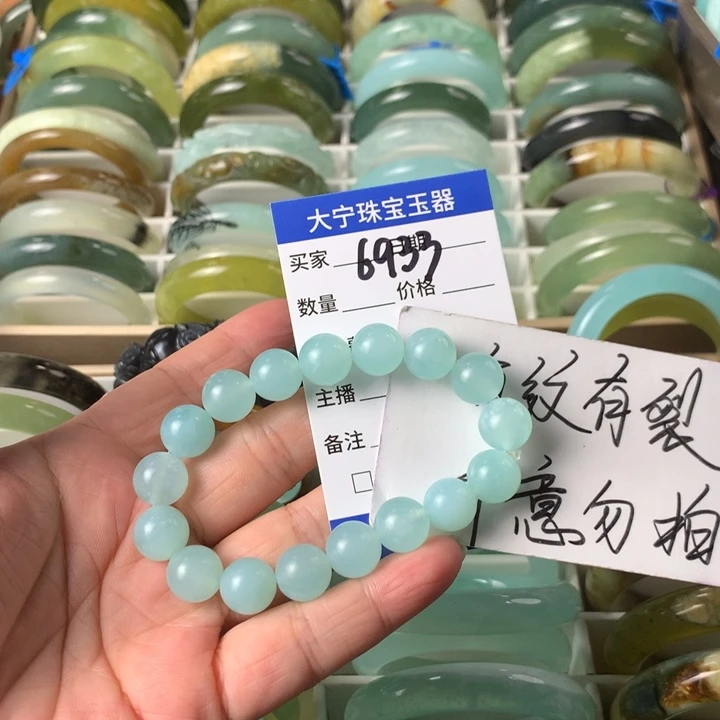 大宁珠宝玉器
买家 6933
数量 价格
主播
备注
纹有裂
意勿拍